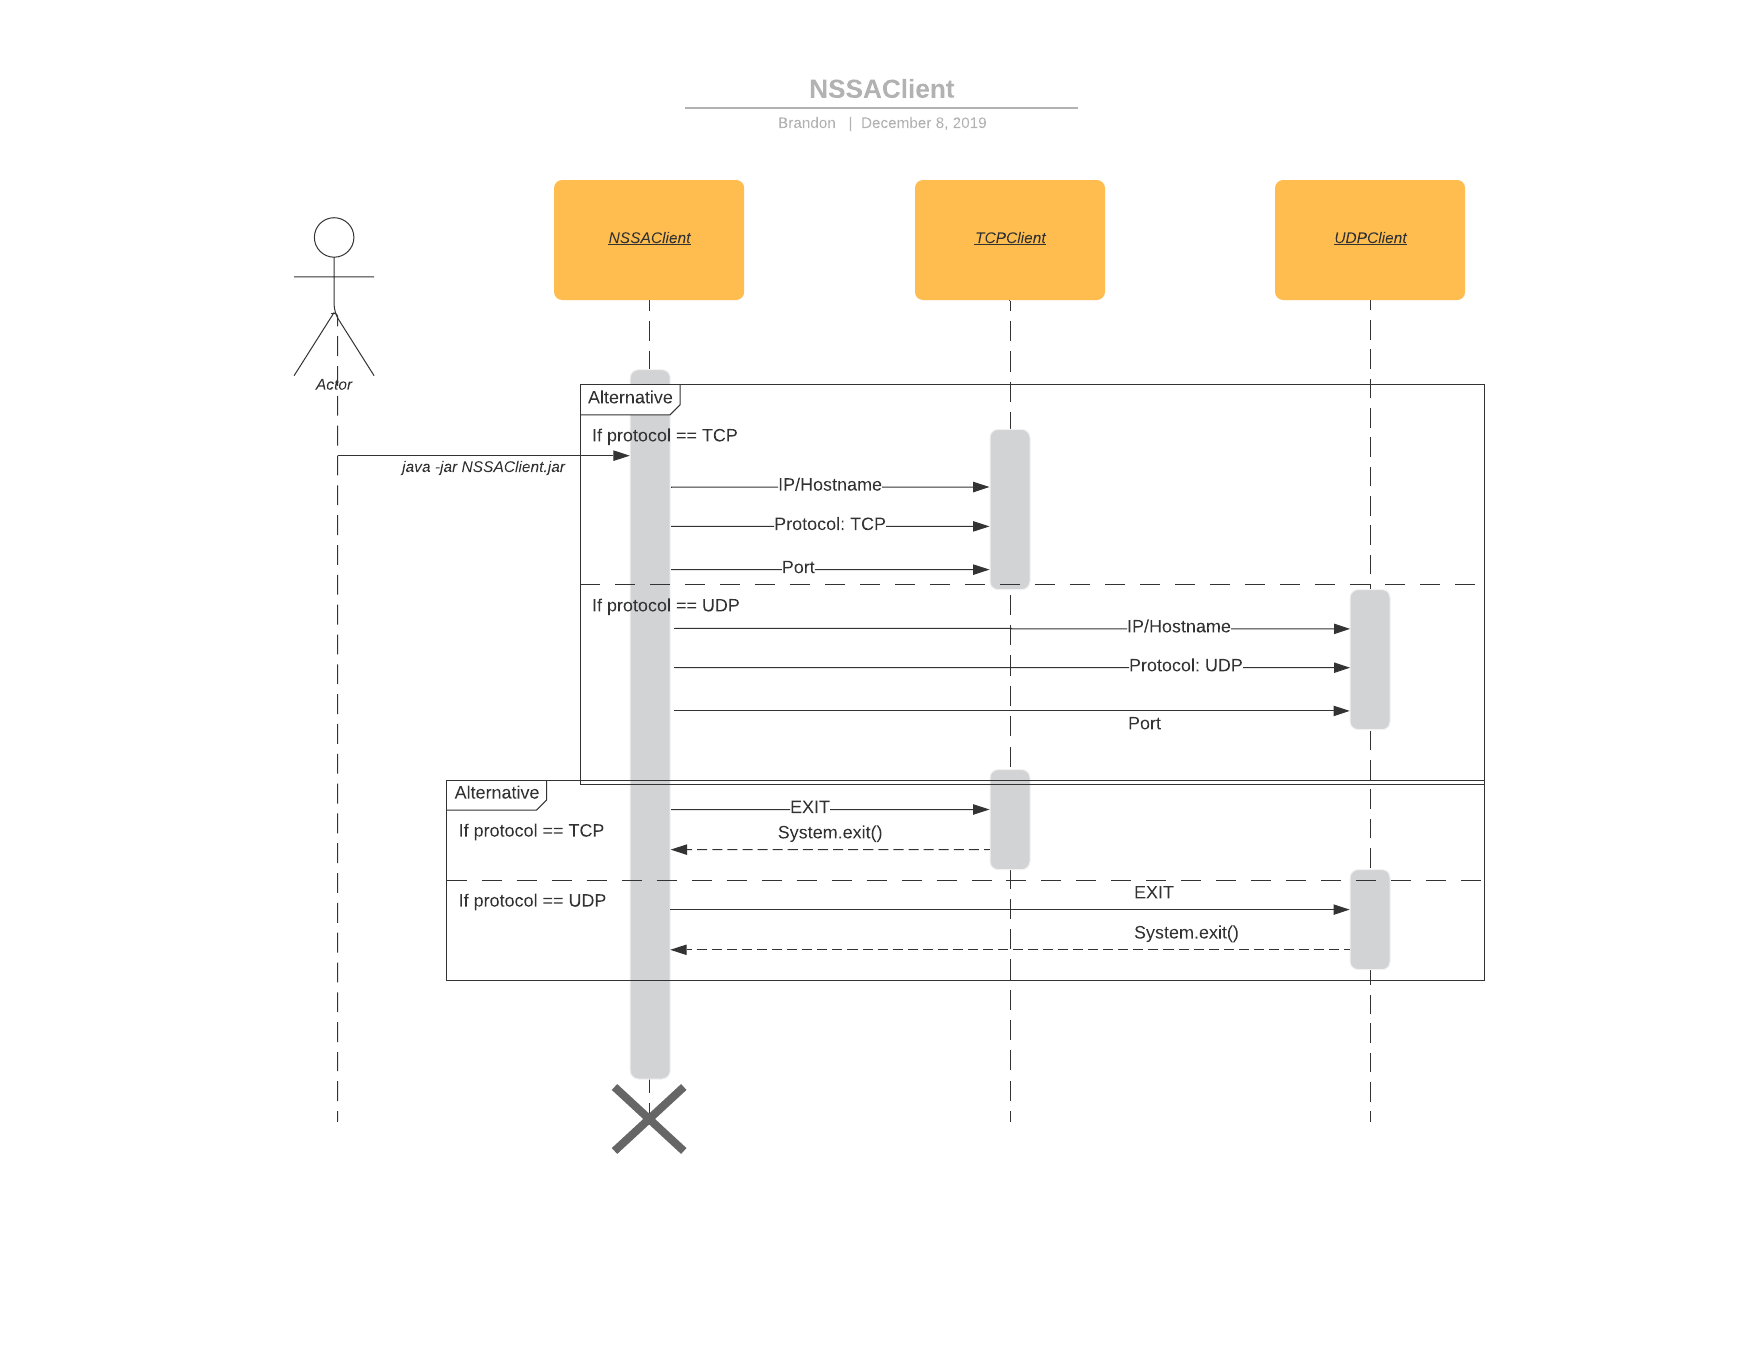 NSSAClient
Brandon | December 8, 2019
NSSAClient
TCPClient
UDPClient
Actor
Alternative
If protocol == TCP
java -jar NSSAClient.jar
IP/Hostname
Protocol: TCP
Port
If protocol == UDP
IP/Hostname
Protocol: UDP
Port
Alternative
EXIT
If protocol == TCP
System.exit()
EXIT
If protocol == UDP
System.exit()